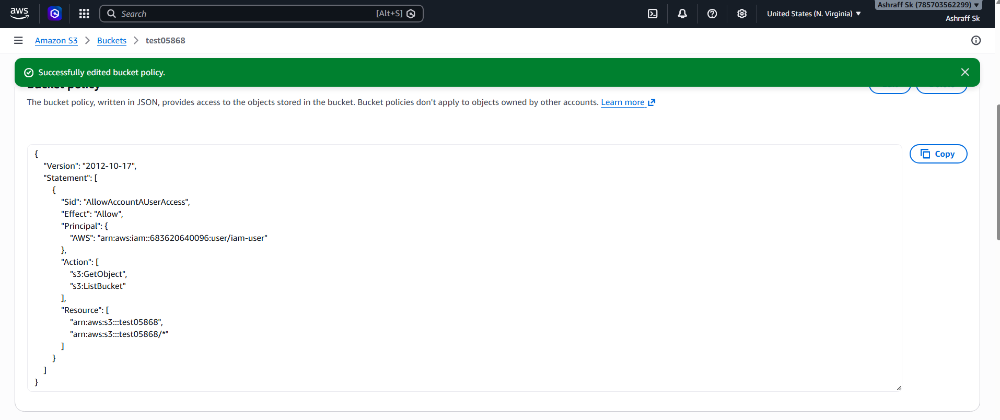 aws
Search [Alt+S]
United States (N. Virginia)
Ashraff Sk (785703562299)
Ashraff Sk
Amazon S3 > Buckets > test05868
Successfully edited bucket policy.
Bucket policy
Edit
Delete
The bucket policy, written in JSON, provides access to the objects stored in the bucket. Bucket policies don't apply to objects owned by other accounts. Learn more
Copy
{
"Version": "2012-10-17",
"Statement": [
{
"Sid": "AllowAccountAUserAccess",
"Effect": "Allow",
"Principal": {
"AWS": "arn:aws:iam::683620640096:user/iam-user"
},
"Action": [
"s3:GetObject",
"s3:ListBucket"
],
"Resource": [
"arn:aws:s3:::test05868",
"arn:aws:s3:::test05868/*"
]
}
]
}